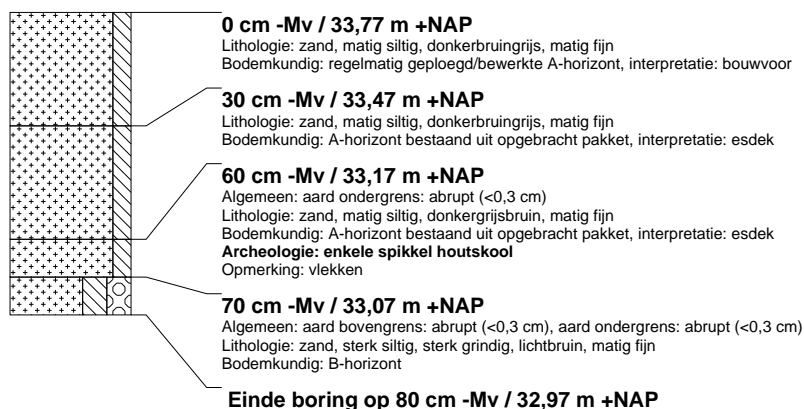 0 cm -Mv / 33,77 m +NAP
Lithologie: zand, matig siltig, donkerbruingrijs, matig fijn
Bodemkundig: regelmatig geploegd/bewerkte A-horizont, interpretatie: bouwvoor
30 cm -Mv / 33,47 m +NAP
Lithologie: zand, matig siltig, donkerbruingrijs, matig fijn
Bodemkundig: A-horizont bestaand uit opgebracht pakket, interpretatie: esdek
60 cm -Mv / 33,17 m +NAP
Algemeen: aard ondergrens: abrupt (<0,3 cm)
Lithologie: zand, matig siltig, donkergrijsbruin, matig fijn
Bodemkundig: A-horizont bestaand uit opgebracht pakket, interpretatie: esdek
Archeologie: enkele spikkel houtskool
Opmerking: vlekken
70 cm -Mv / 33,07 m +NAP
Algemeen: aard bovengrens: abrupt (<0,3 cm), aard ondergrens: abrupt (<0,3 cm)
Lithologie: zand, sterk siltig, sterk grindig, lichtbruin, matig fijn
Bodemkundig: B-horizont
Einde boring op 80 cm -Mv / 32,97 m +NAP